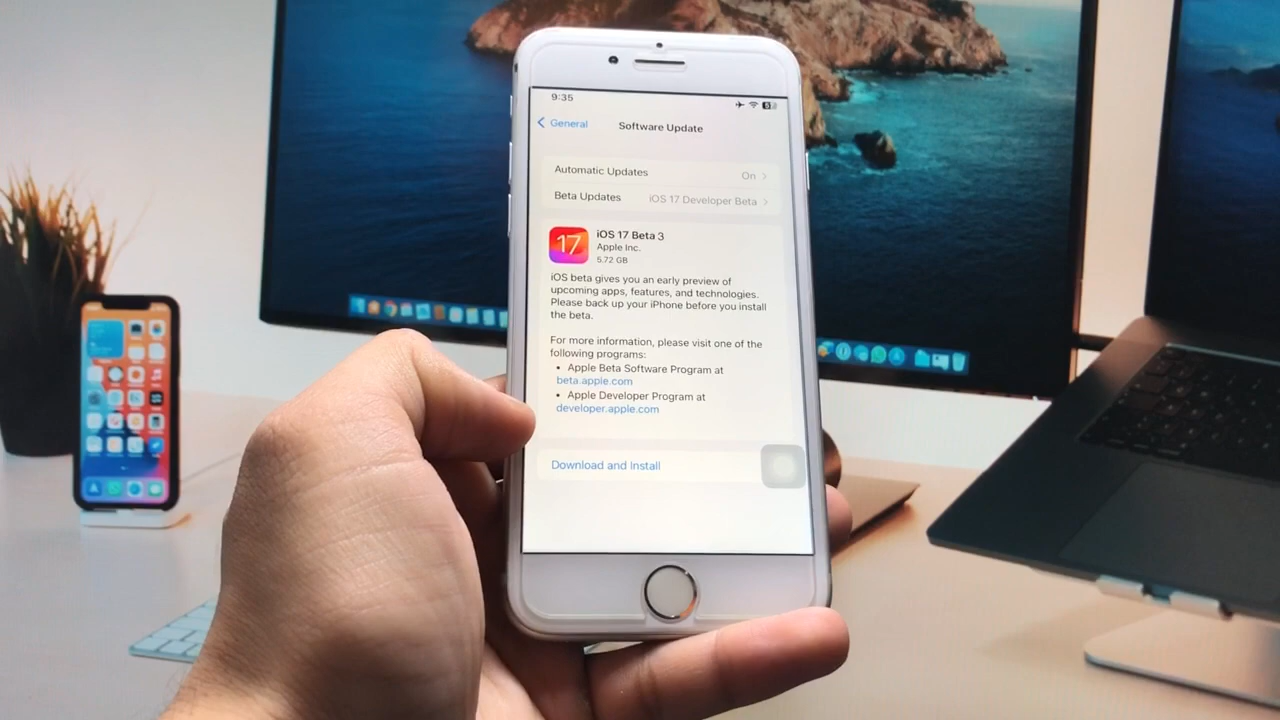 9:35
General
Software Update
Automatic Updates
On
Beta Updates
iOS 17 Developer Beta
17
iOS 17 Beta 3
Apple Inc.
5.72 GB
iOS beta gives you an early preview of
upcoming apps, features, and technologies.
Please back up your iPhone before you install
the beta.
For more information, please visit one of the
following programs:
• Apple Beta Software Program at
beta.apple.com
• Apple Developer Program at
developer.apple.com
Download and Install